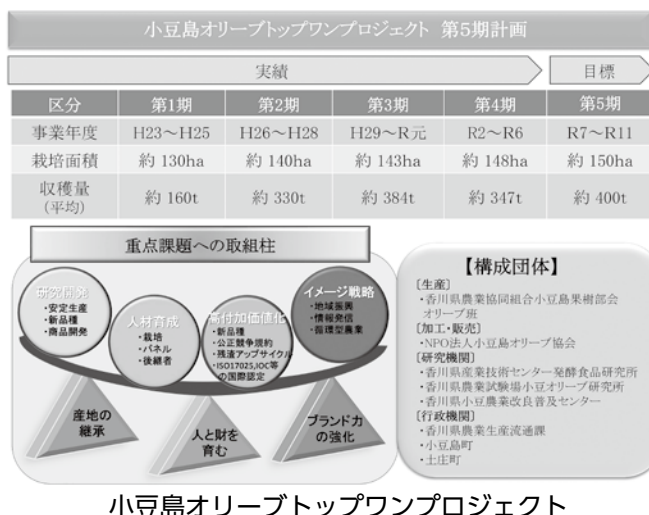 小豆島オリーブトップワンプロジェクト 第5期計画
実績 目標
区分 第1期 第2期 第3期 第4期 第5期
事業年度 H23～H25 H26～H28 H29～R元 R2～R6 R7～R11
栽培面積 約 130ha 約 140ha 約 143ha 約 148ha 約 150ha
収穫量
(平均) 約 160t 約 330t 約 384t 約 347t 約 400t
重点課題への取組柱
研究開発
・安定生産
・新品種
・商品開発
人材育成
・栽培
・パネル
・後継者
高付加価値化
・新品種
・公正競争規約
・残渣アップサイクル
・ISO17025,IOC等
の国際認定
イメージ戦略
・地域振興
・情報発信
・循環型農業
産地の
継承
人と財を
育む
ブランド力
の強化
【構成団体】
［生産］
・香川県農業協同組合小豆島果樹部会
オリーブ班
［加工・販売］
・NPO法人小豆島オリーブ協会
［研究機関］
・香川県産業技術センター発酵食品研究所
・香川県農業試験場小豆オリーブ研究所
・香川県小豆農業改良普及センター
［行政機関］
・香川県農業生産流通課
・小豆島町
・土庄町
小豆島オリーブトップワンプロジェクト